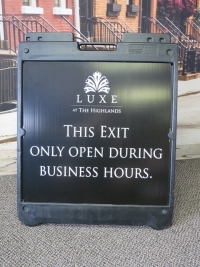 LUXE
AT THE HIGHLANDS
THIS EXIT
ONLY OPEN DURING
BUSINESS HOURS.